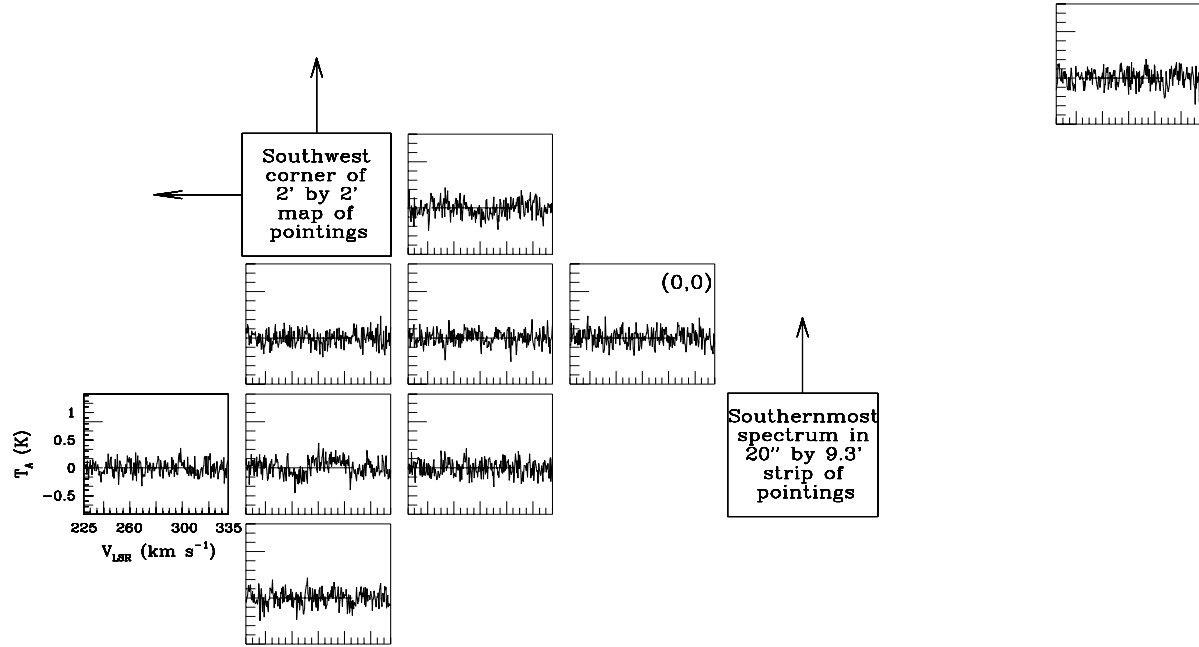 Southwest
corner of
2' by 2'
map of
pointings
(0,0)
Southernmost
spectrum in
20" by 9.3'
strip of
pointings
T_A (K)
1
0.5
0
−0.5
225 260 300 335
V_LSR (km s⁻¹)